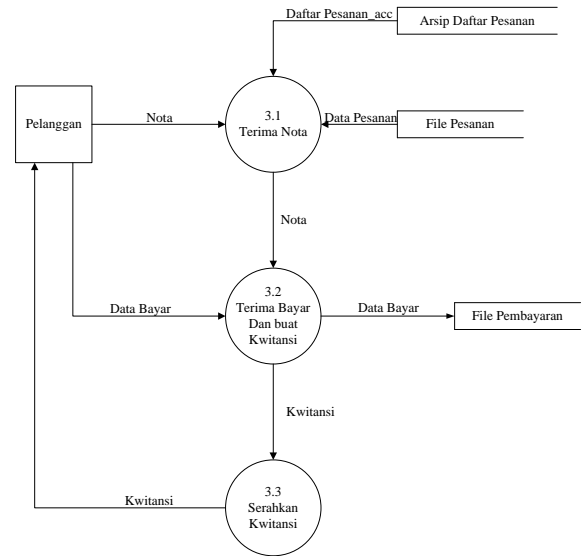 Daftar Pesanan_acc
Arsip Daftar Pesanan
Pelanggan
Nota
3.1
Terima Nota
Data Pesanan
File Pesanan
Nota
Data Bayar
3.2
Terima Bayar
Dan buat
Kwitansi
Data Bayar
File Pembayaran
Kwitansi
Kwitansi
3.3
Serahkan
Kwitansi